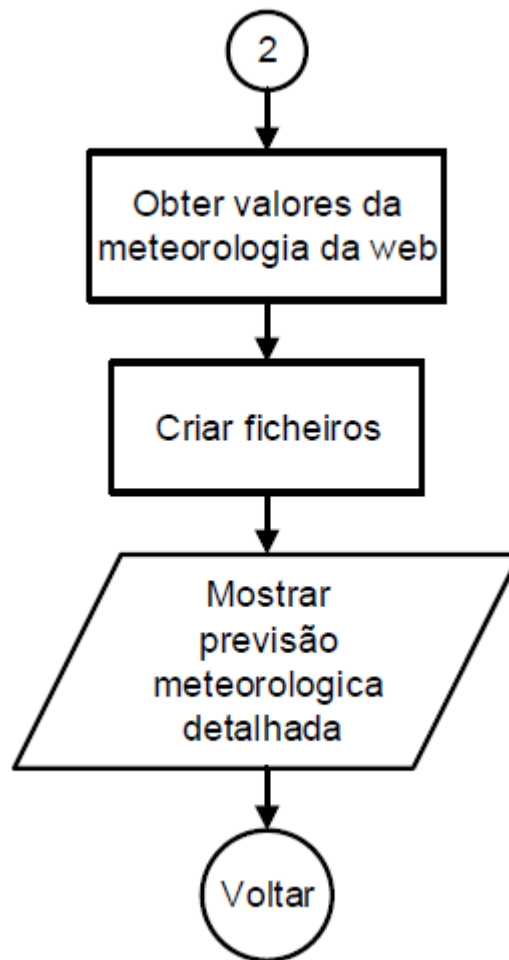 2
Obter valores da
meteorologia da web
Criar ficheiros
Mostrar
previsão
meteorologica
detalhada
Voltar